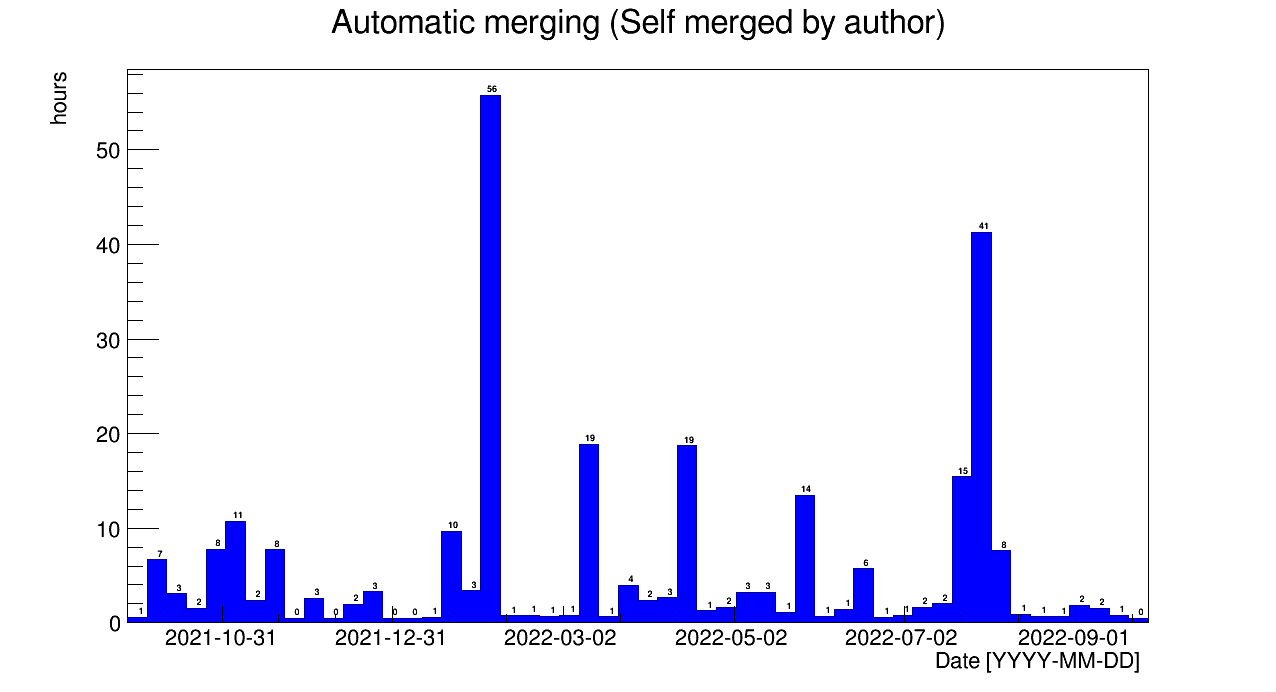 Automatic merging (Self merged by author)
hours
50
40
30
20
10
0
1 7 3 2 8 11 2 8 0 3 0 2 3 0 0 1 10 3 56 1 1 1 1 19 1 4 2 3 19 1 2 3 3 1 14 1 1 6 1 1 2 2 15 41 8 1 1 1 2 2 1 0
2021-10-31 2021-12-31 2022-03-02 2022-05-02 2022-07-02 2022-09-01
Date [YYYY-MM-DD]